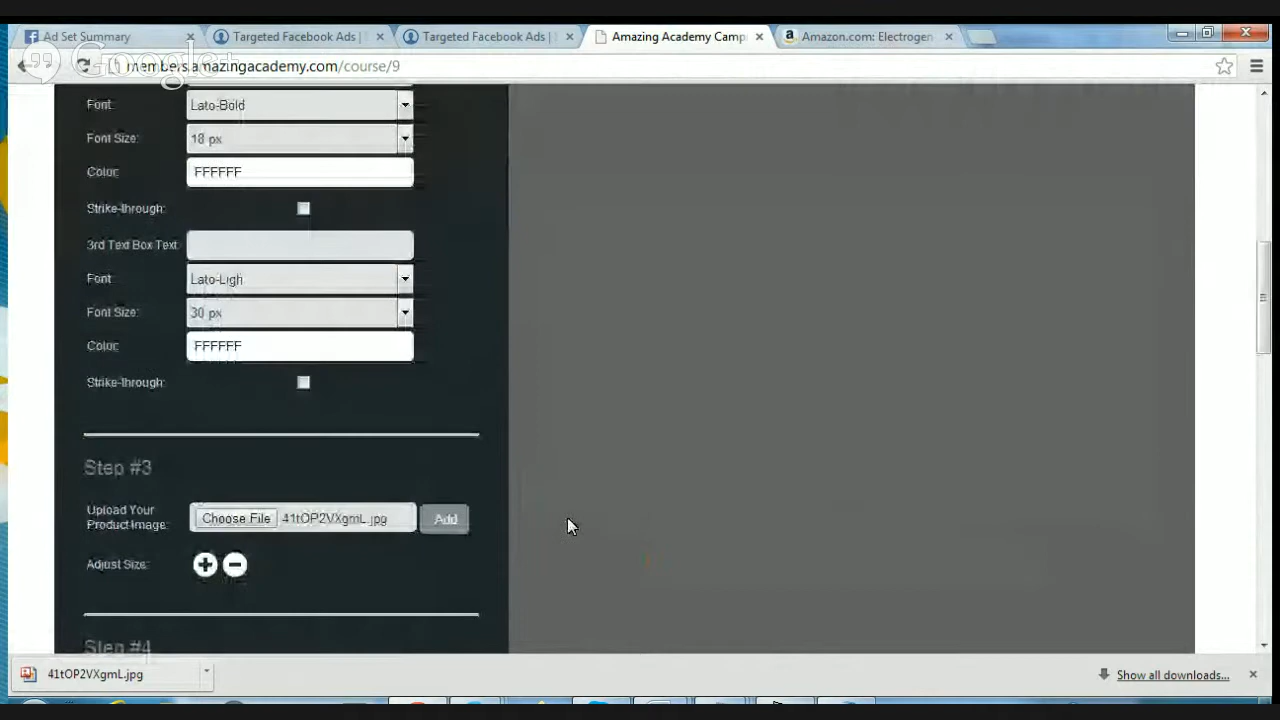 Ad Set Summary
Targeted Facebook Ads |
Targeted Facebook Ads |
Amazing Academy Camp
Amazon.com: Electrogen
Google+
members.amazingacademy.com/course/9
Font:
Lato-Bold
Font Size:
18 px
Color:
FFFFFF
Strike-through:
3rd Text Box Text:
Font:
Lato-Ligh
Font Size:
30 px
Color:
FFFFFF
Strike-through:
Step #3
Upload Your
Product Image:
Choose File 41tOP2VXgmL.jpg
Add
Adjust Size:
Step #4
41tOP2VXgmL.jpg
Show all downloads...